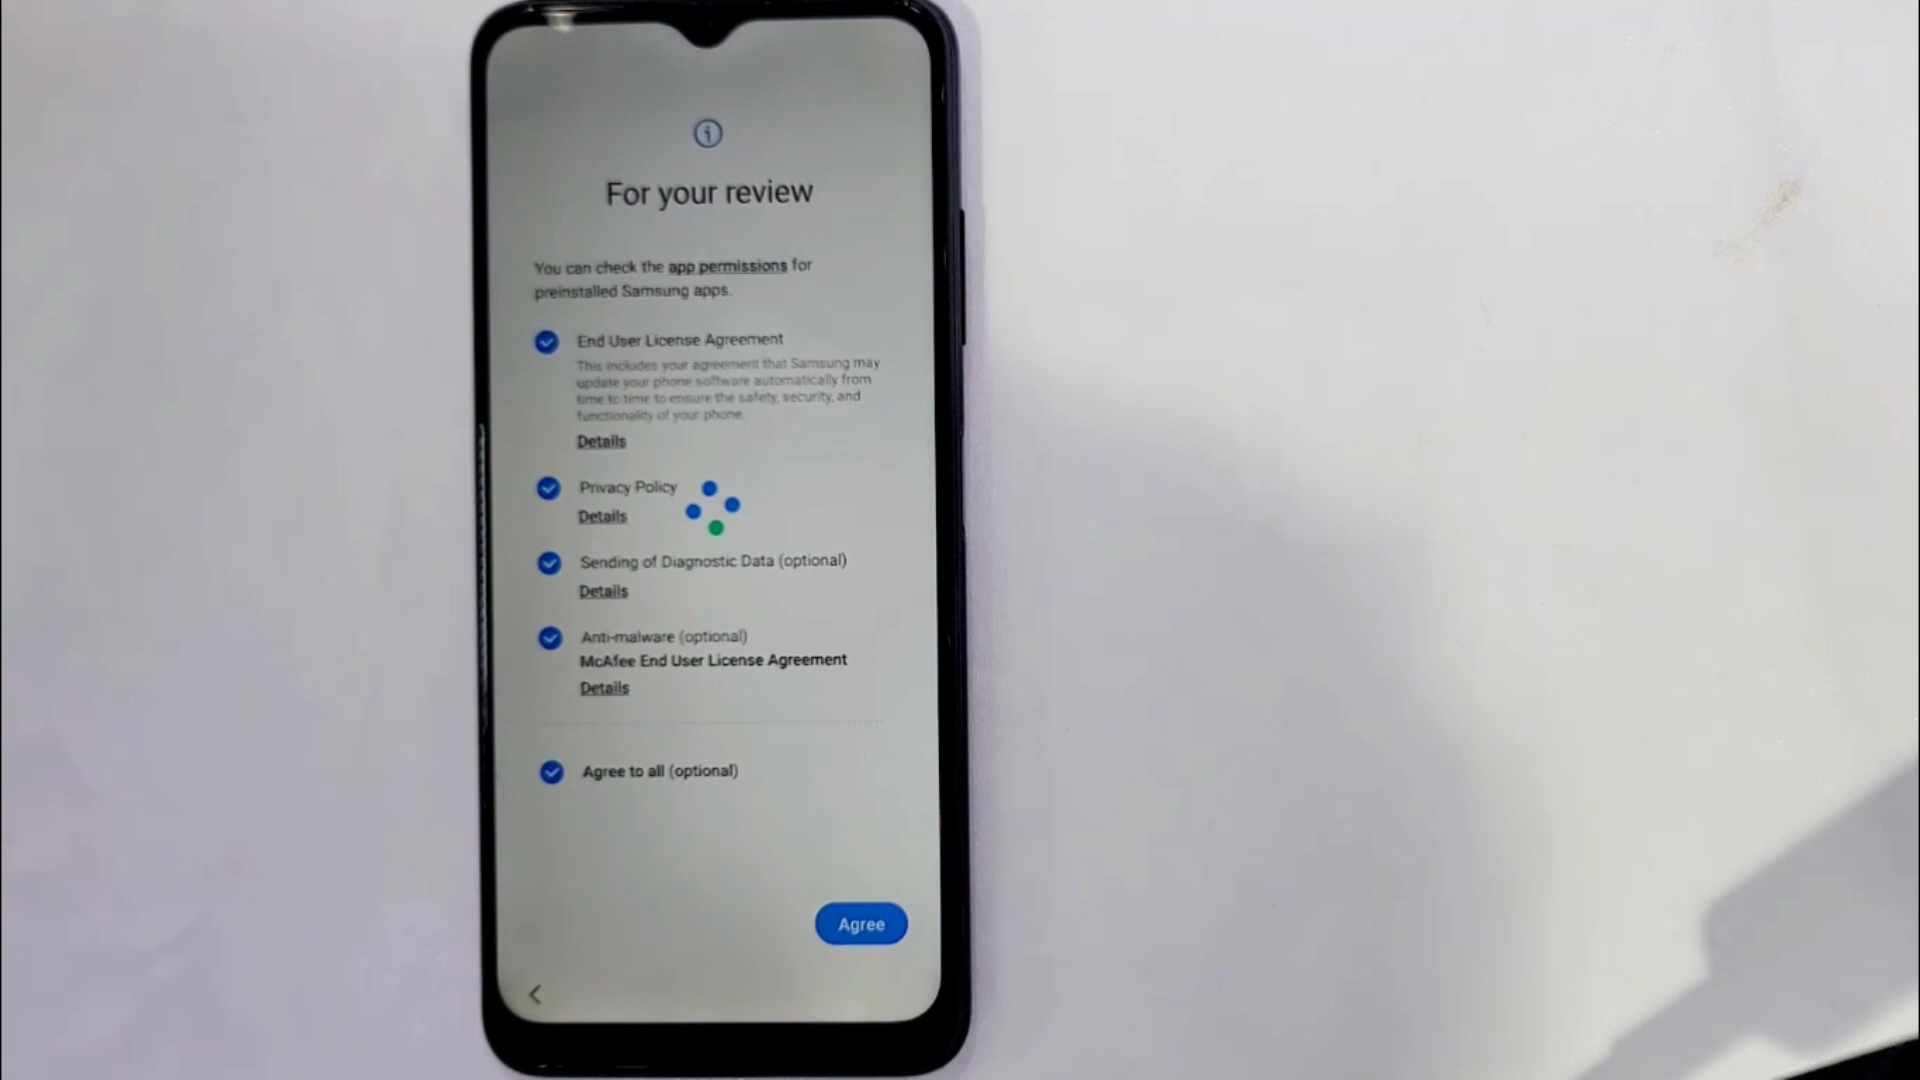 For your review
You can check the app permissions for
preinstalled Samsung apps.
End User License Agreement
This includes your agreement that Samsung may
update your phone software automatically from
time to time to ensure the safety, security, and
functionality of your phone.
Details
Privacy Policy
Details
Sending of Diagnostic Data (optional)
Details
Anti-malware (optional)
McAfee End User License Agreement
Details
Agree to all (optional)
Agree